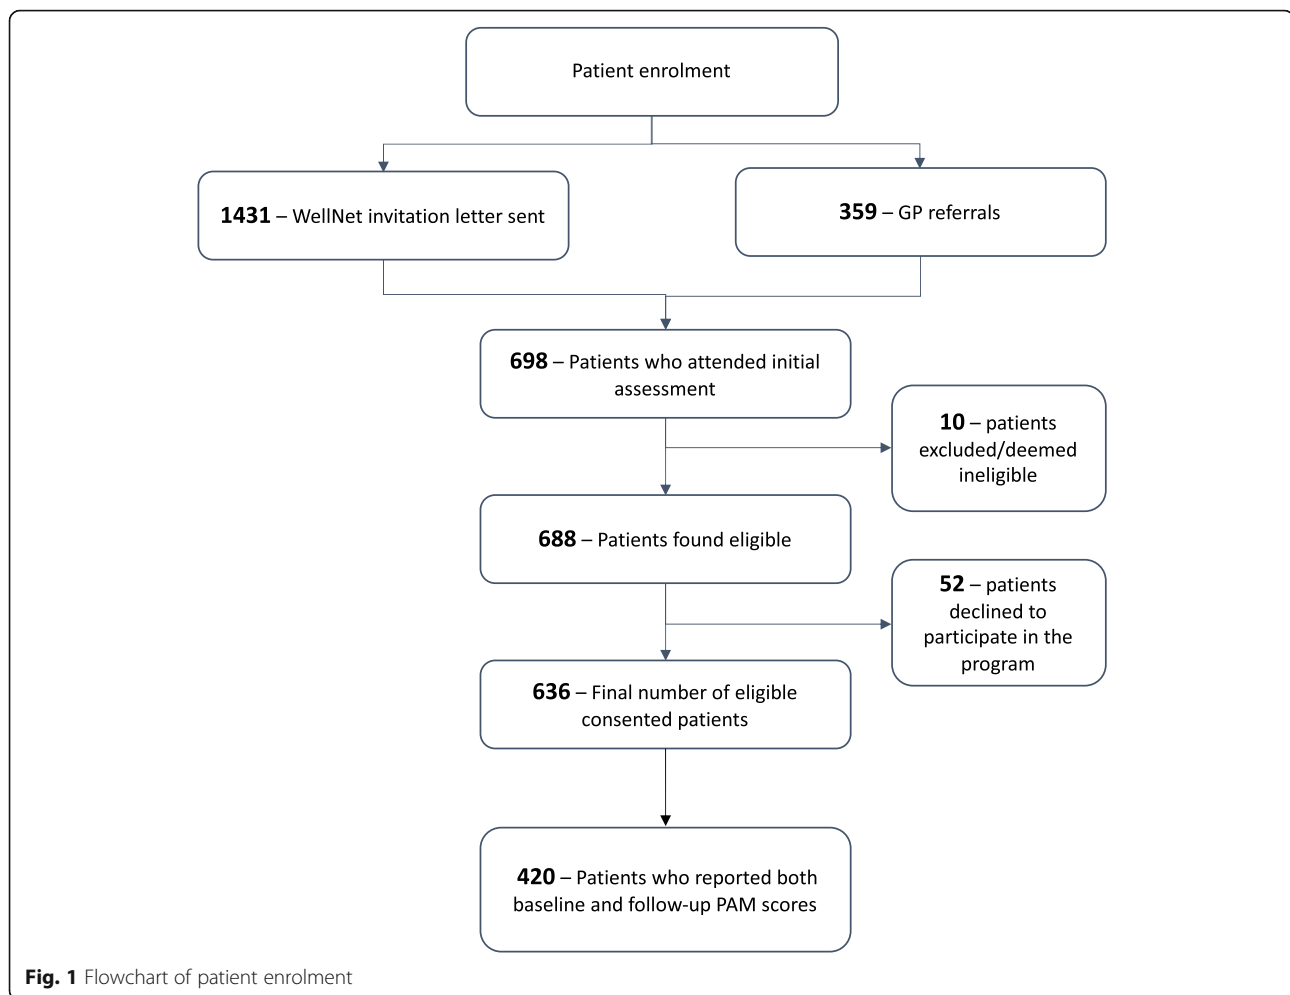 Patient enrolment
1431 – WellNet invitation letter sent
359 – GP referrals
698 – Patients who attended initial
assessment
10 – patients
excluded/deemed
ineligible
688 – Patients found eligible
52 – patients
declined to
participate in the
program
636 – Final number of eligible
consented patients
420 – Patients who reported both
baseline and follow-up PAM scores
Fig. 1 Flowchart of patient enrolment